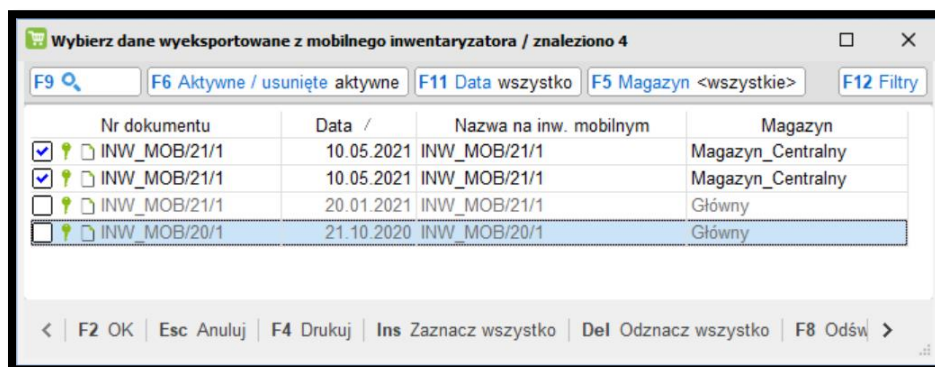 Wybierz dane wyeksportowane z mobilnego inwentaryzatora / znaleziono 4
F9 F6 Aktywne / usunięte aktywne F11 Data wszystko F5 Magazyn <wszystkie> F12 Filtry
Nr dokumentu Data / Nazwa na inw. mobilnym Magazyn
INW_MOB/21/1 10.05.2021 INW_MOB/21/1 Magazyn_Centralny
INW_MOB/21/1 10.05.2021 INW_MOB/21/1 Magazyn_Centralny
INW_MOB/21/1 20.01.2021 INW_MOB/21/1 Główny
INW_MOB/20/1 21.10.2020 INW_MOB/20/1 Główny
F2 OK Esc Anuluj F4 Drukuj Ins Zaznacz wszystko Del Odznacz wszystko F8 Odśw